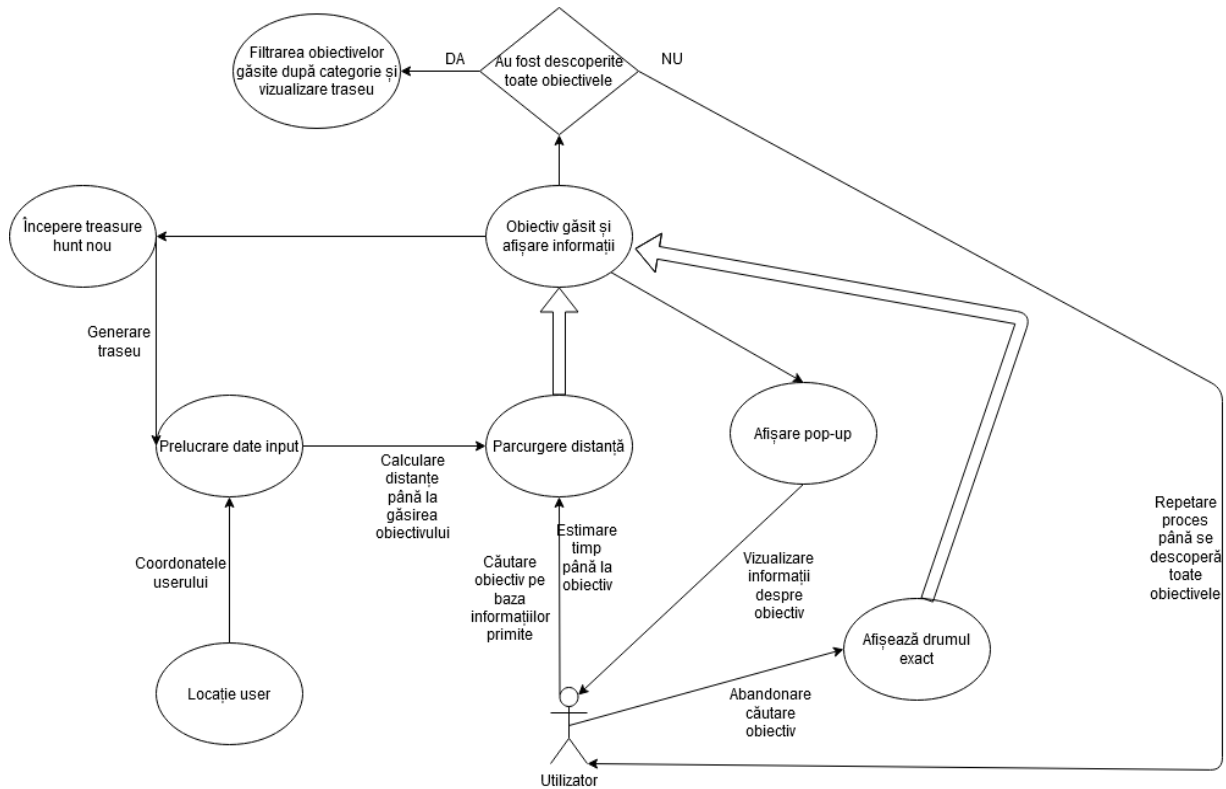 Filtrarea obiectivelor
găsite după categorie și
vizualizare traseu
DA
Au fost descoperite
toate obiectivele
NU
Începere treasure
hunt nou
Obiectiv găsit și
afișare informații
Generare
traseu
Prelucrare date input
Calculare
distanțe
până la
găsirea
obiectivului
Parcurgere distanță
Afișare pop-up
Coordonatele
userului
Căutare
obiectiv pe
baza
informațiilor
primite
Estimare
timp
până la
obiectiv
Vizualizare
informații
despre
obiectiv
Repetare
proces
până se
descoperă
toate
obiectivele
Locație user
Afișează drumul
exact
Abandonare
căutare
obiectiv
Utilizator